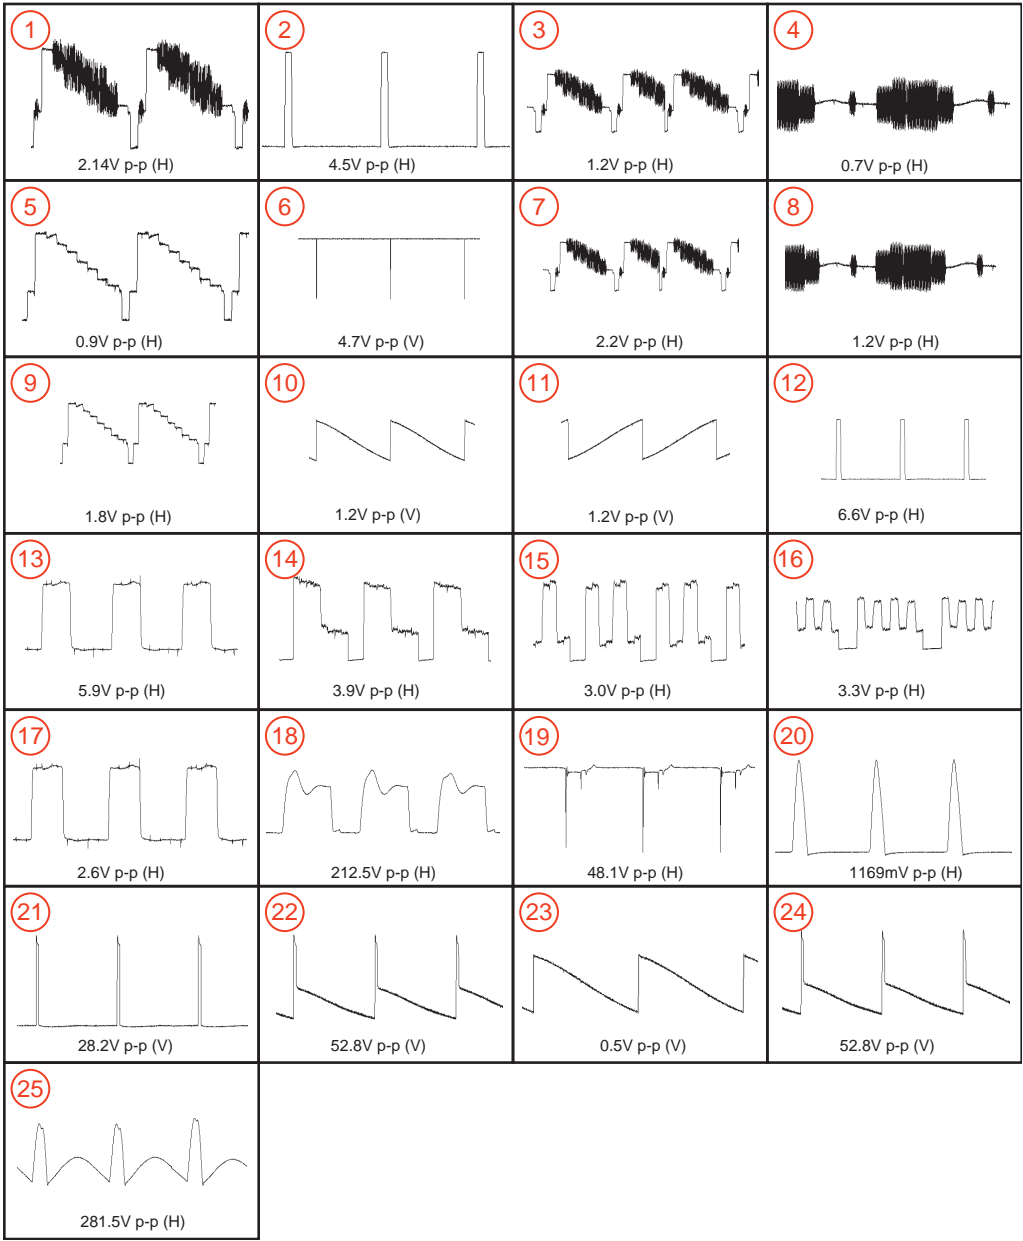 1
2.14V p-p (H)
2
4.5V p-p (H)
3
1.2V p-p (H)
4
0.7V p-p (H)
5
0.9V p-p (H)
6
4.7V p-p (V)
7
2.2V p-p (H)
8
1.2V p-p (H)
9
1.8V p-p (H)
10
1.2V p-p (V)
11
1.2V p-p (V)
12
6.6V p-p (H)
13
5.9V p-p (H)
14
3.9V p-p (H)
15
3.0V p-p (H)
16
3.3V p-p (H)
17
2.6V p-p (H)
18
212.5V p-p (H)
19
48.1V p-p (H)
20
1169mV p-p (H)
21
28.2V p-p (V)
22
52.8V p-p (V)
23
0.5V p-p (V)
24
52.8V p-p (V)
25
281.5V p-p (H)